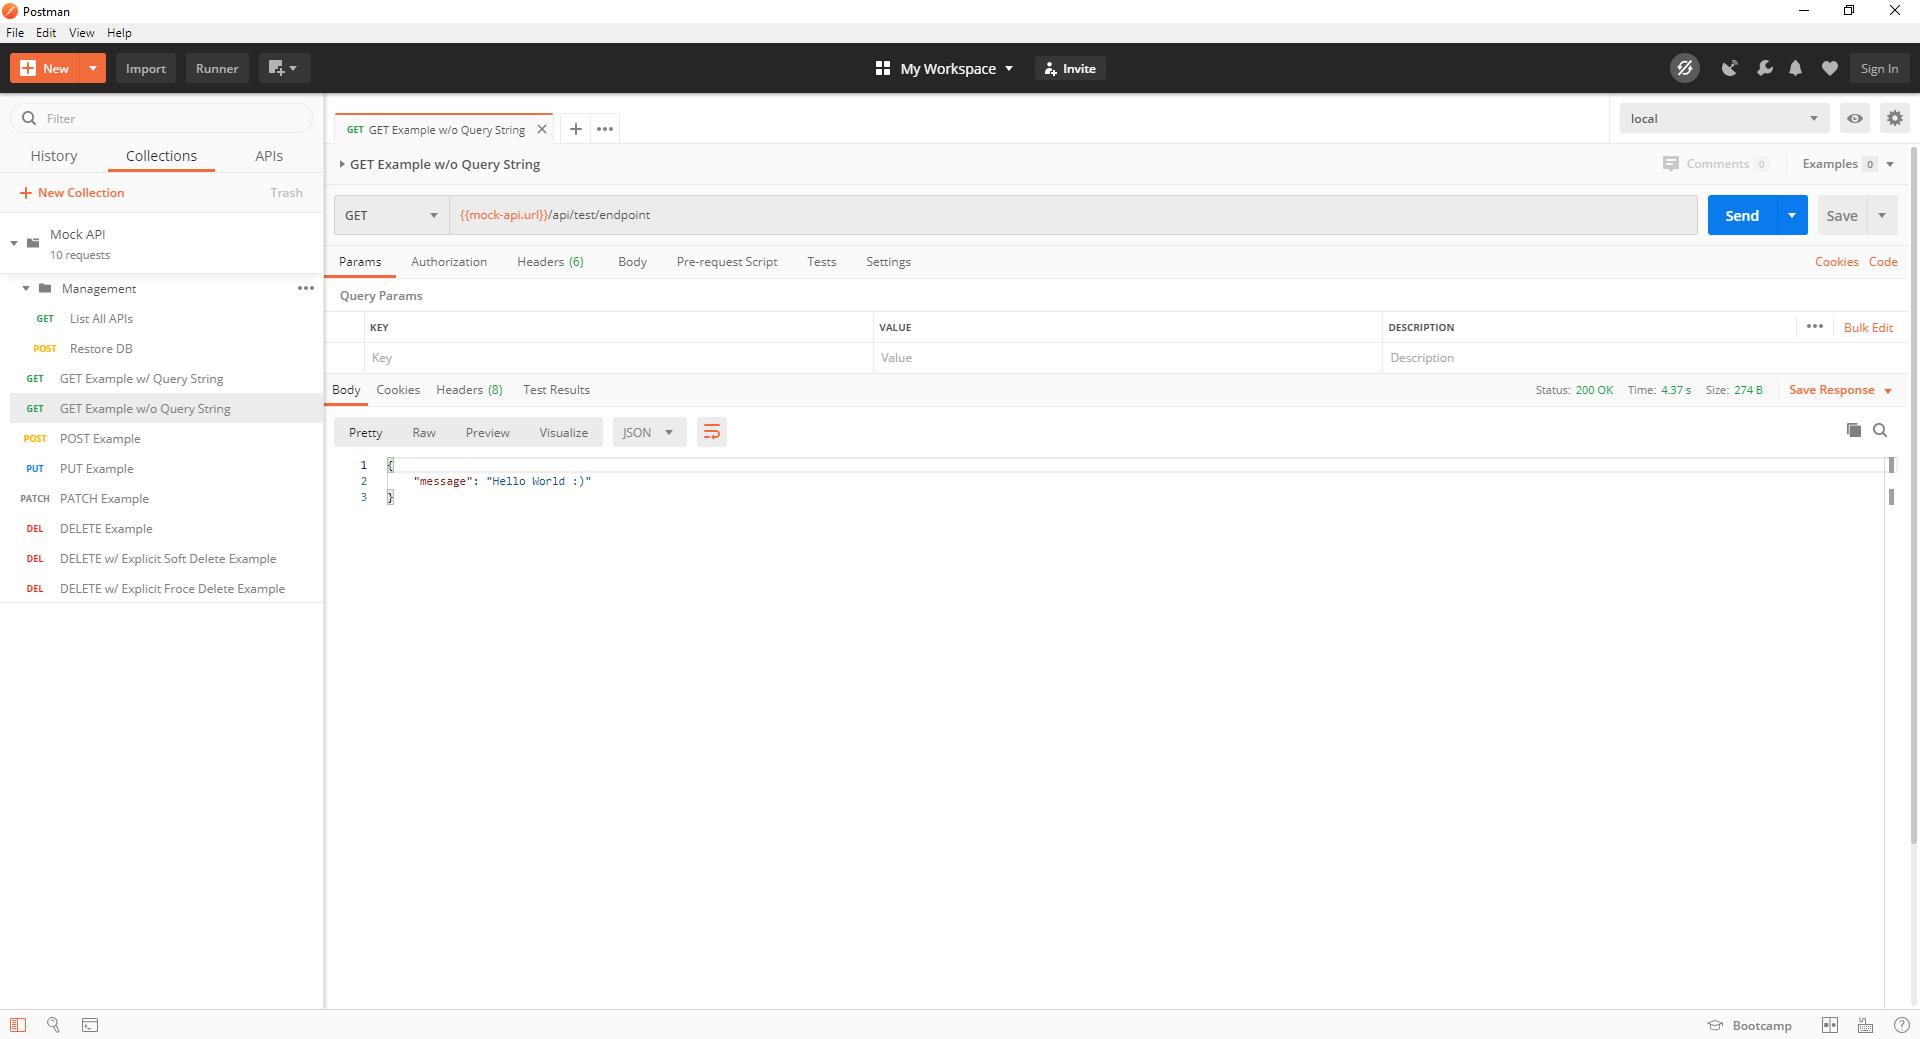 Postman
File Edit View Help
New Import Runner My Workspace Invite Sign In
Filter
History Collections APIs
New Collection Trash
Mock API
10 requests
Management
GET List All APIs
POST Restore DB
GET GET Example w/ Query String
GET GET Example w/o Query String
POST POST Example
PUT PUT Example
PATCH PATCH Example
DEL DELETE Example
DEL DELETE w/ Explicit Soft Delete Example
DEL DELETE w/ Explicit Froce Delete Example
GET GET Example w/o Query String
local
GET Example w/o Query String Comments 0 Examples 0
GET {{mock-api.url}}/api/test/endpoint Send Save
Params Authorization Headers (6) Body Pre-request Script Tests Settings Cookies Code
Query Params
KEY VALUE DESCRIPTION Bulk Edit
Key Value Description
Body Cookies Headers (8) Test Results Status: 200 OK Time: 4.37 s Size: 274 B Save Response
Pretty Raw Preview Visualize JSON
1 {
2 "message": "Hello World :)"
3 }
Bootcamp